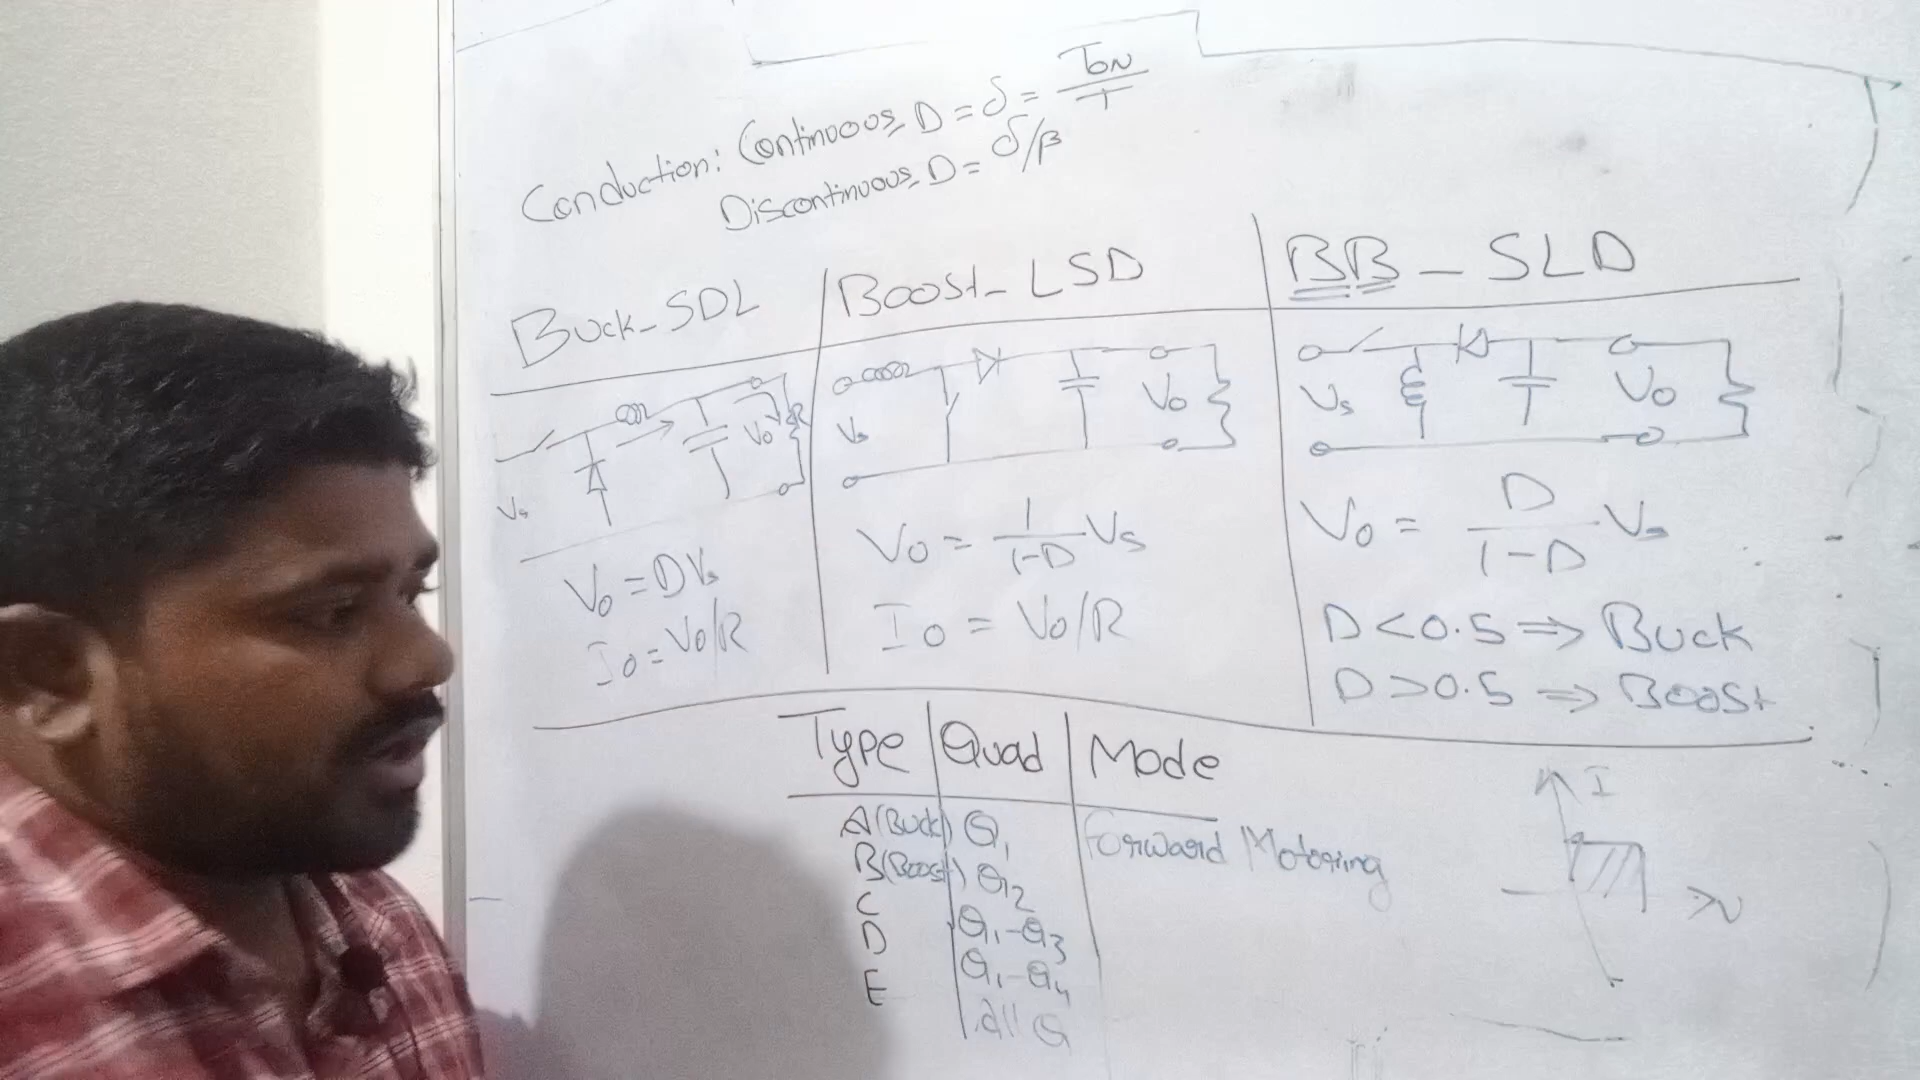 Conduction: Continuous, D = δ = TON/T
Discontinuous, D = δ/β
Buck - SDL
Boost - LSD
BB - SLD
Vs
Vo
R
Vo = DVs
Io = Vo/R
Vs
Vo
Vo = 1/(1-D) Vs
Io = Vo/R
Vs
Vo
Vo = D/(1-D) Vs
D < 0.5 ⇒ Buck
D > 0.5 ⇒ Boost
Type Quad Mode
A (Buck) Q1 Forward Motoring
B (Boost) Q2
C Q1-Q3
D Q1-Q4
E all Q
I
V